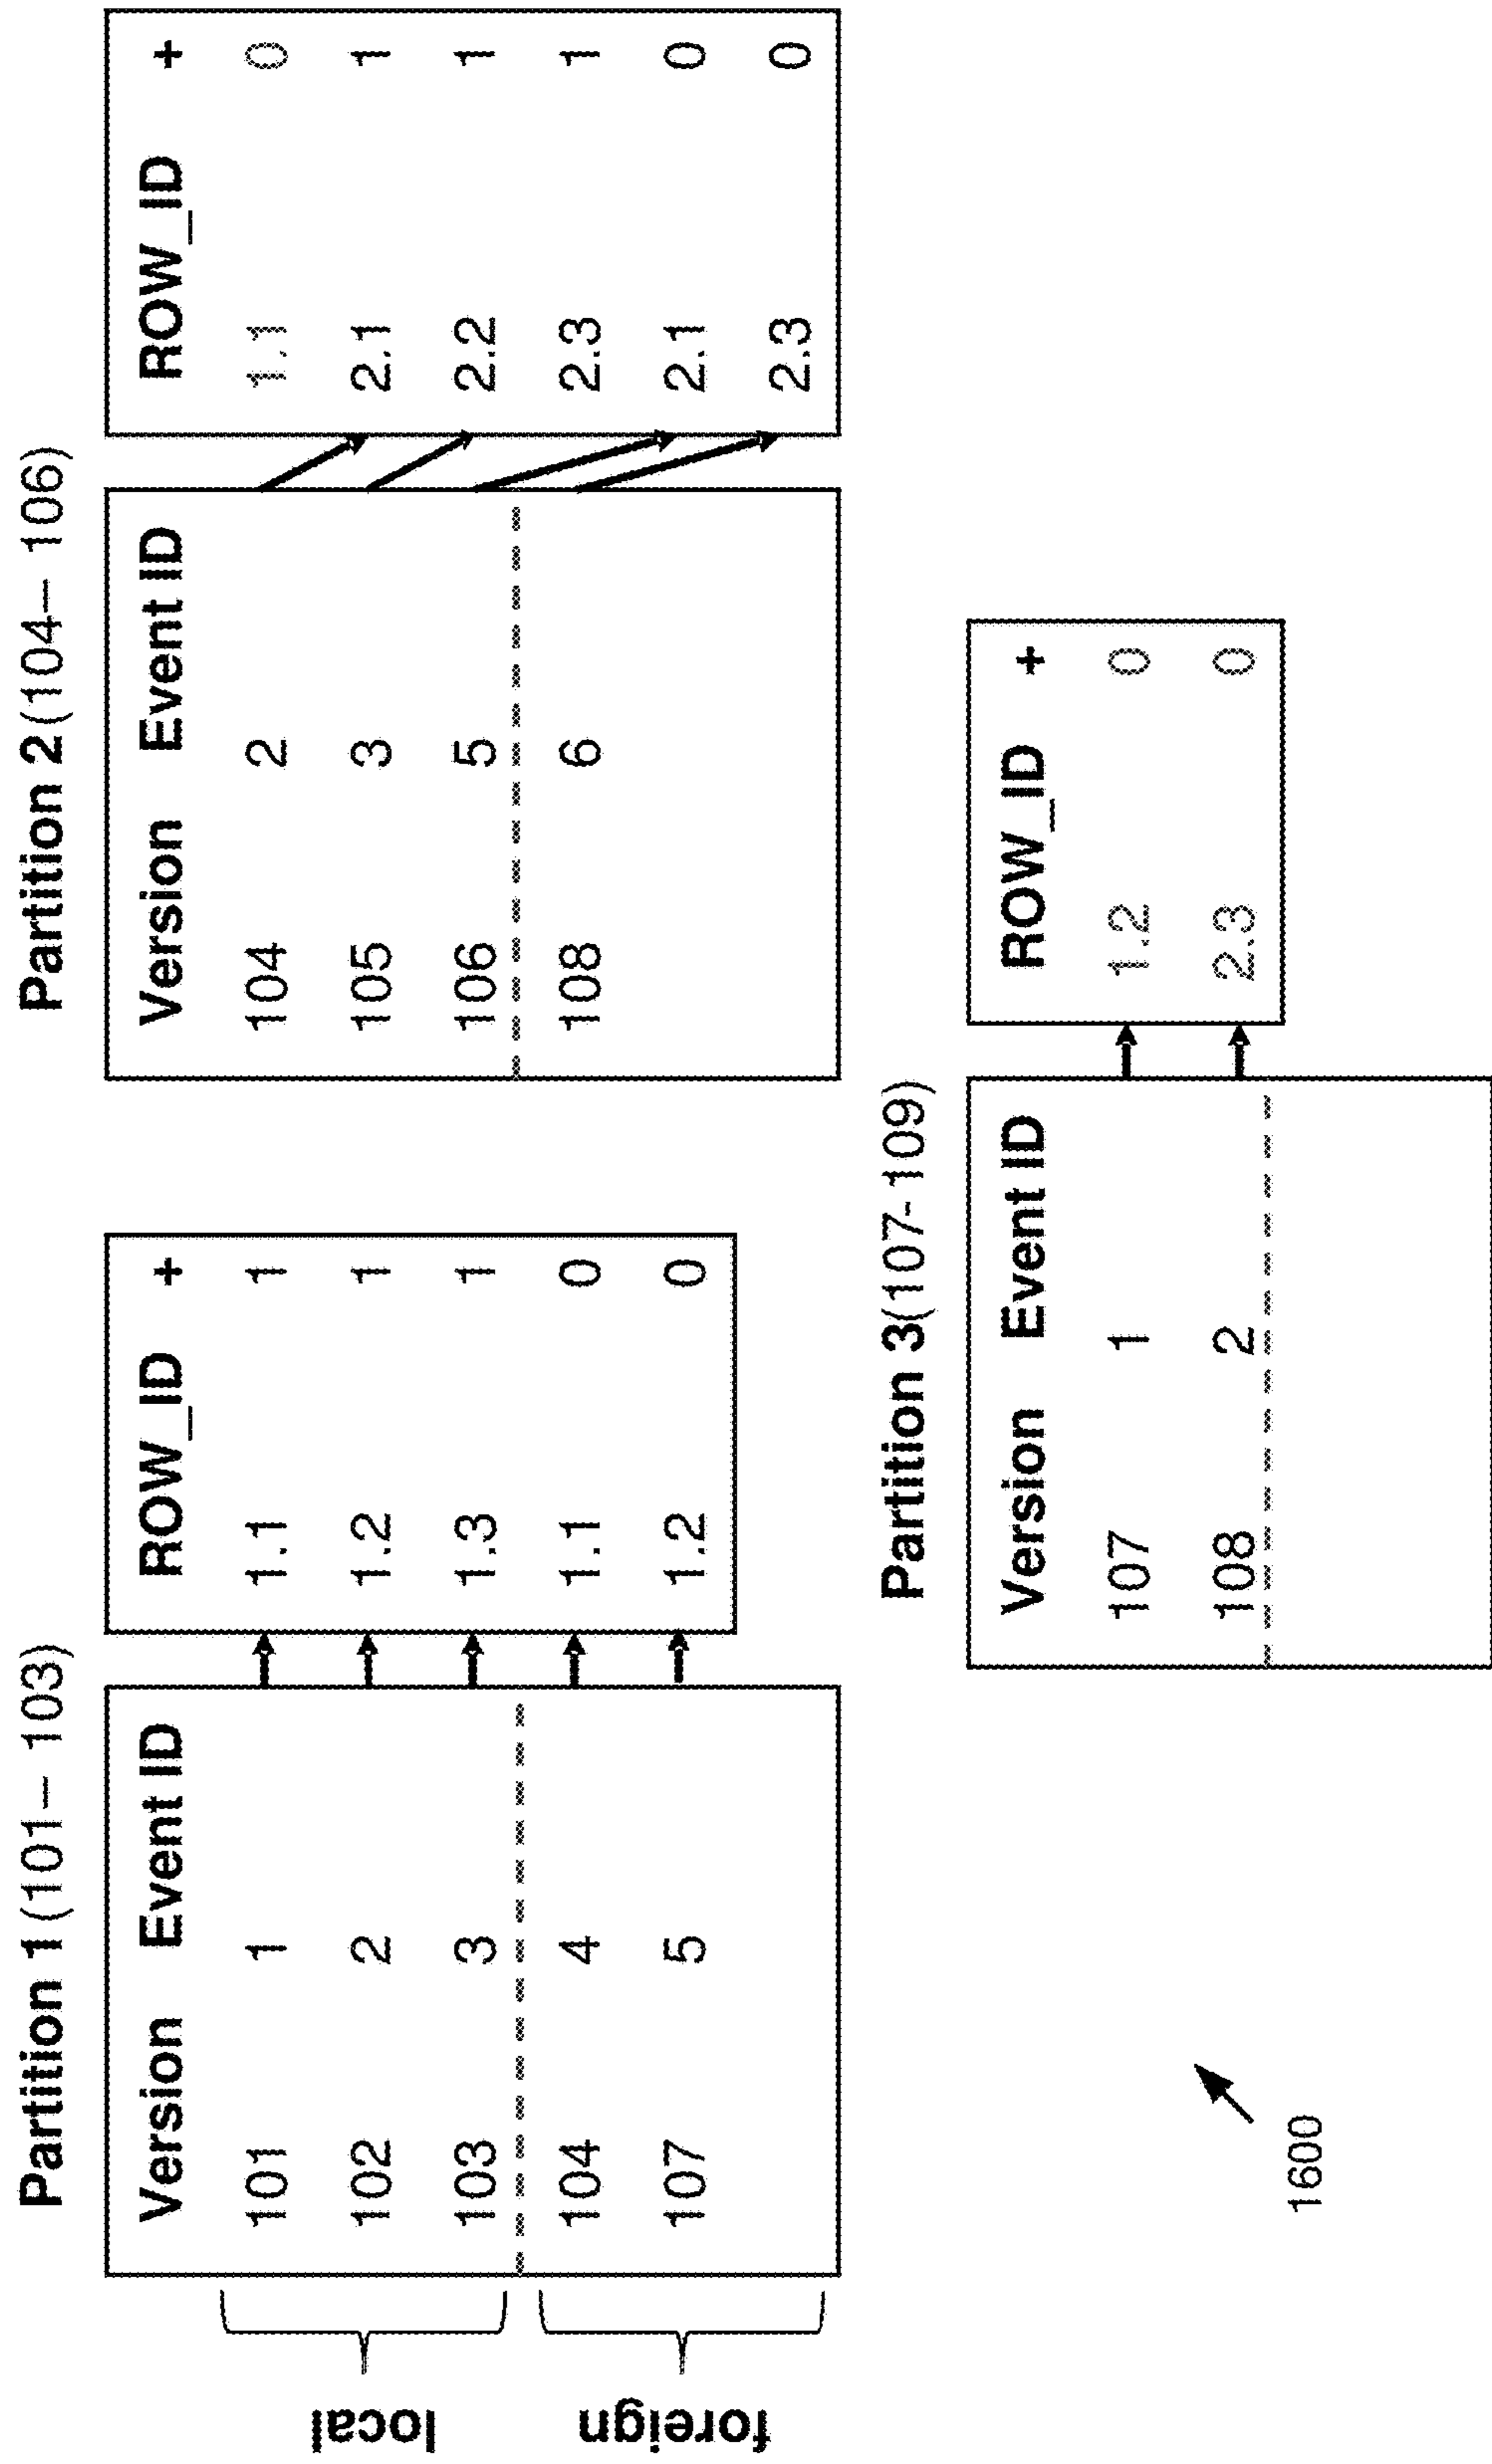 Partition 1 (101– 103)
Version Event ID
101 1
102 2
103 3
104 4
107 5
local
foreign
ROW_ID +
1.1 1
1.2 1
1.3 1
1.1 0
1.2 0
Partition 2 (104– 106)
Version Event ID
104 2
105 3
106 5
108 6
ROW_ID +
1.1 0
2.1 1
2.2 1
2.3 1
2.1 0
2.3 0
Partition 3(107-109)
Version Event ID
107 1
108 2
ROW_ID +
1.2 0
2.3 0
1600